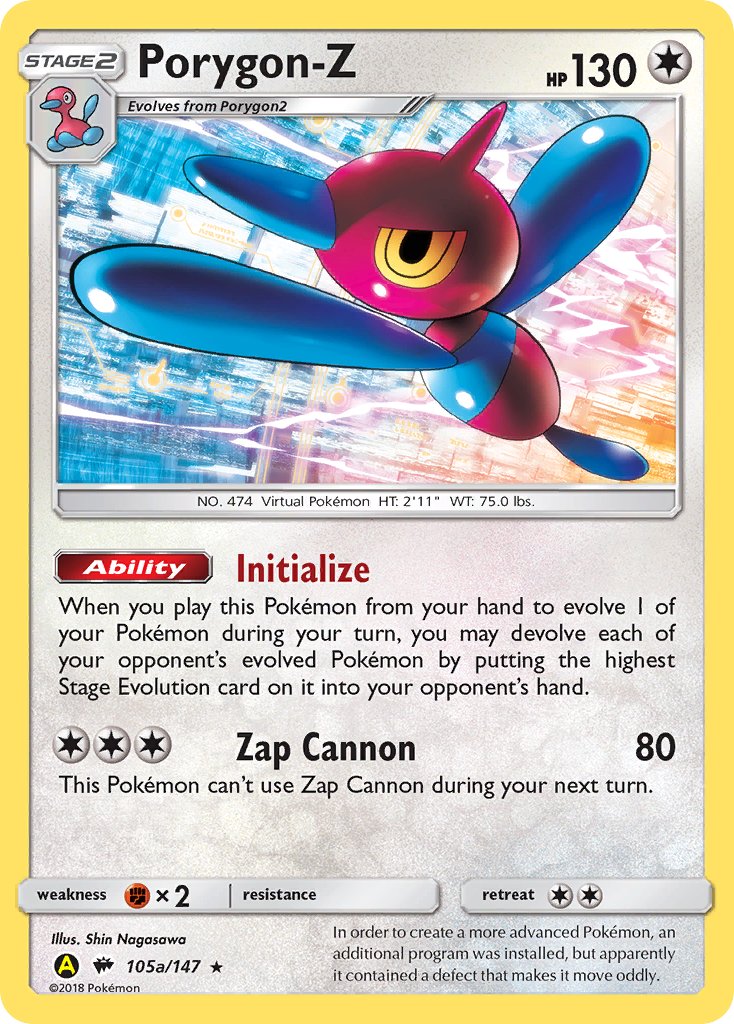 STAGE2
Porygon-Z
HP 130
Evolves from Porygon2
NO. 474 Virtual Pokémon HT: 2'11" WT: 75.0 lbs.
Ability Initialize
When you play this Pokémon from your hand to evolve 1 of
your Pokémon during your turn, you may devolve each of
your opponent's evolved Pokémon by putting the highest
Stage Evolution card on it into your opponent's hand.
Zap Cannon 80
This Pokémon can't use Zap Cannon during your next turn.
weakness ×2 resistance retreat
Illus. Shin Nagasawa
A 105a/147 ★
©2018 Pokémon
In order to create a more advanced Pokémon, an
additional program was installed, but apparently
it contained a defect that makes it move oddly.